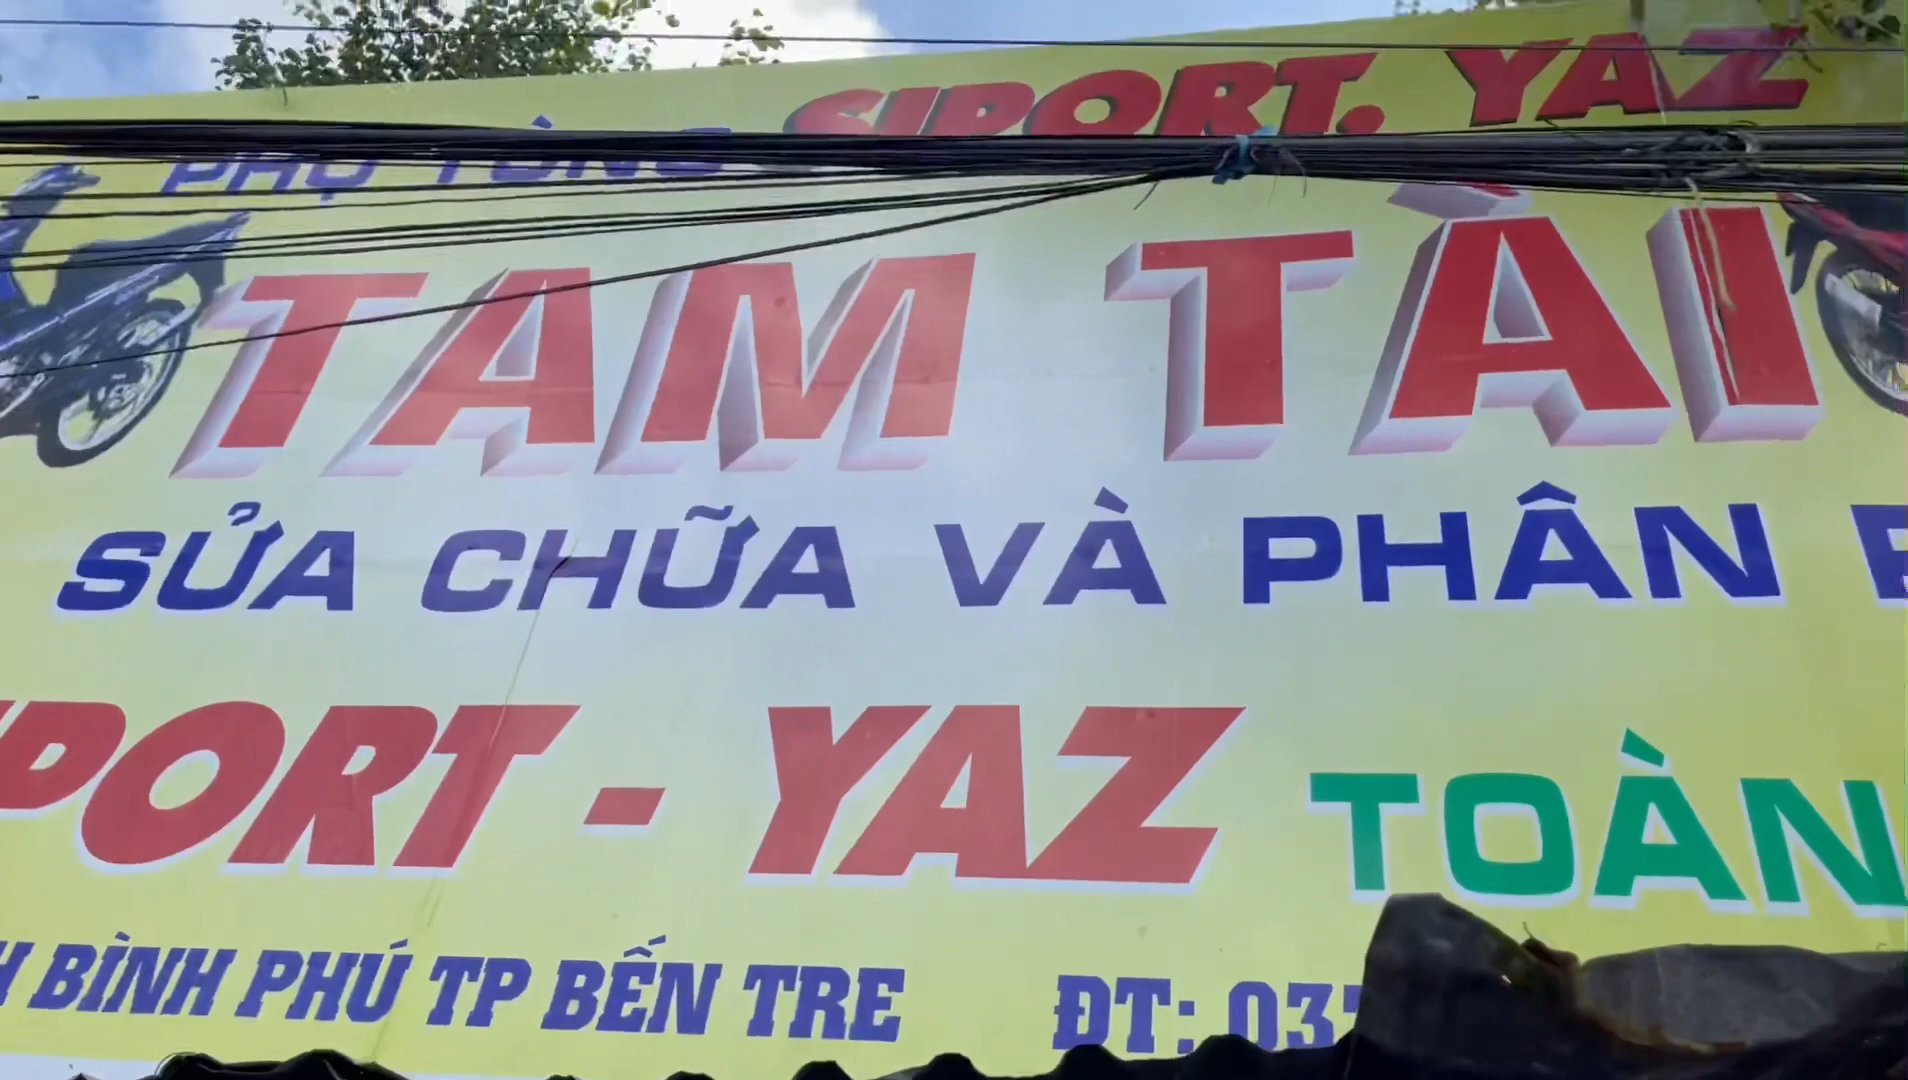 PHỤ TÙNG SIPORT. YAZ
TAM TÀI
SỬA CHỮA VÀ PHÂN
PORT - YAZ TOÀN
BÌNH PHÚ TP BẾN TRE ĐT: 037